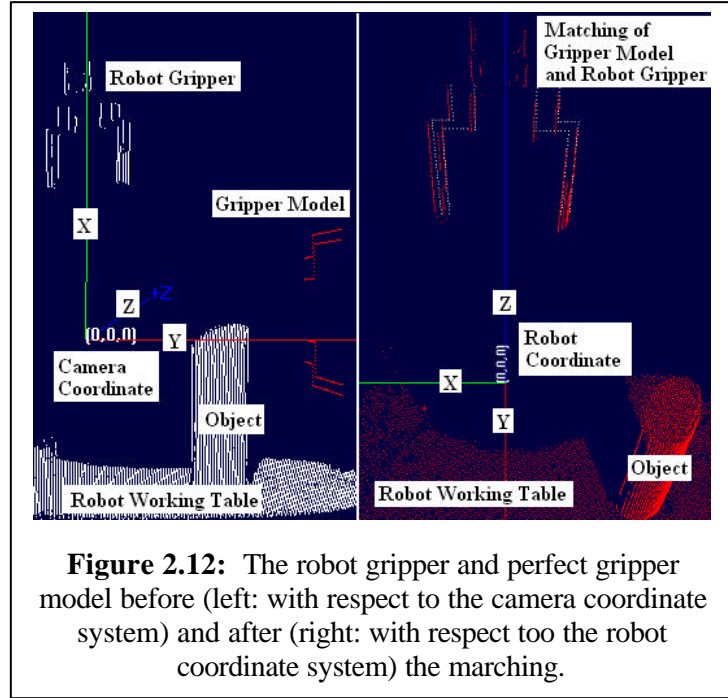 Robot Gripper
Gripper Model
X
Z
+Z
(0,0,0)
Y
Camera
Coordinate
Object
Robot Working Table
Matching of
Gripper Model
and Robot Gripper
Z
(0,0,0)
Robot
Coordinate
X
Y
Object
Robot Working Table
Figure 2.12: The robot gripper and perfect gripper
model before (left: with respect to the camera coordinate
system) and after (right: with respect too the robot
coordinate system) the marching.